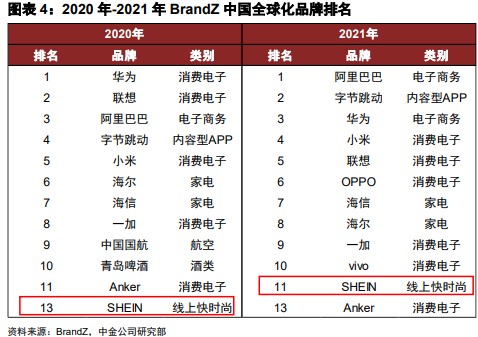 图表 4：2020 年-2021 年 BrandZ 中国全球化品牌排名
2020年 2021年
排名 品牌 类别 排名 品牌 类别
1 华为 消费电子 1 阿里巴巴 电子商务
2 联想 消费电子 2 字节跳动 内容型APP
3 阿里巴巴 电子商务 3 华为 电子商务
4 字节跳动 内容型APP 4 小米 消费电子
5 小米 消费电子 5 联想 消费电子
6 海尔 家电 6 OPPO 消费电子
7 海信 家电 7 海信 家电
8 一加 消费电子 8 海尔 家电
9 中国国航 航空 9 一加 消费电子
10 青岛啤酒 酒类 10 vivo 消费电子
11 Anker 消费电子 11 SHEIN 线上快时尚
13 SHEIN 线上快时尚 13 Anker 消费电子
资料来源：BrandZ，中金公司研究部